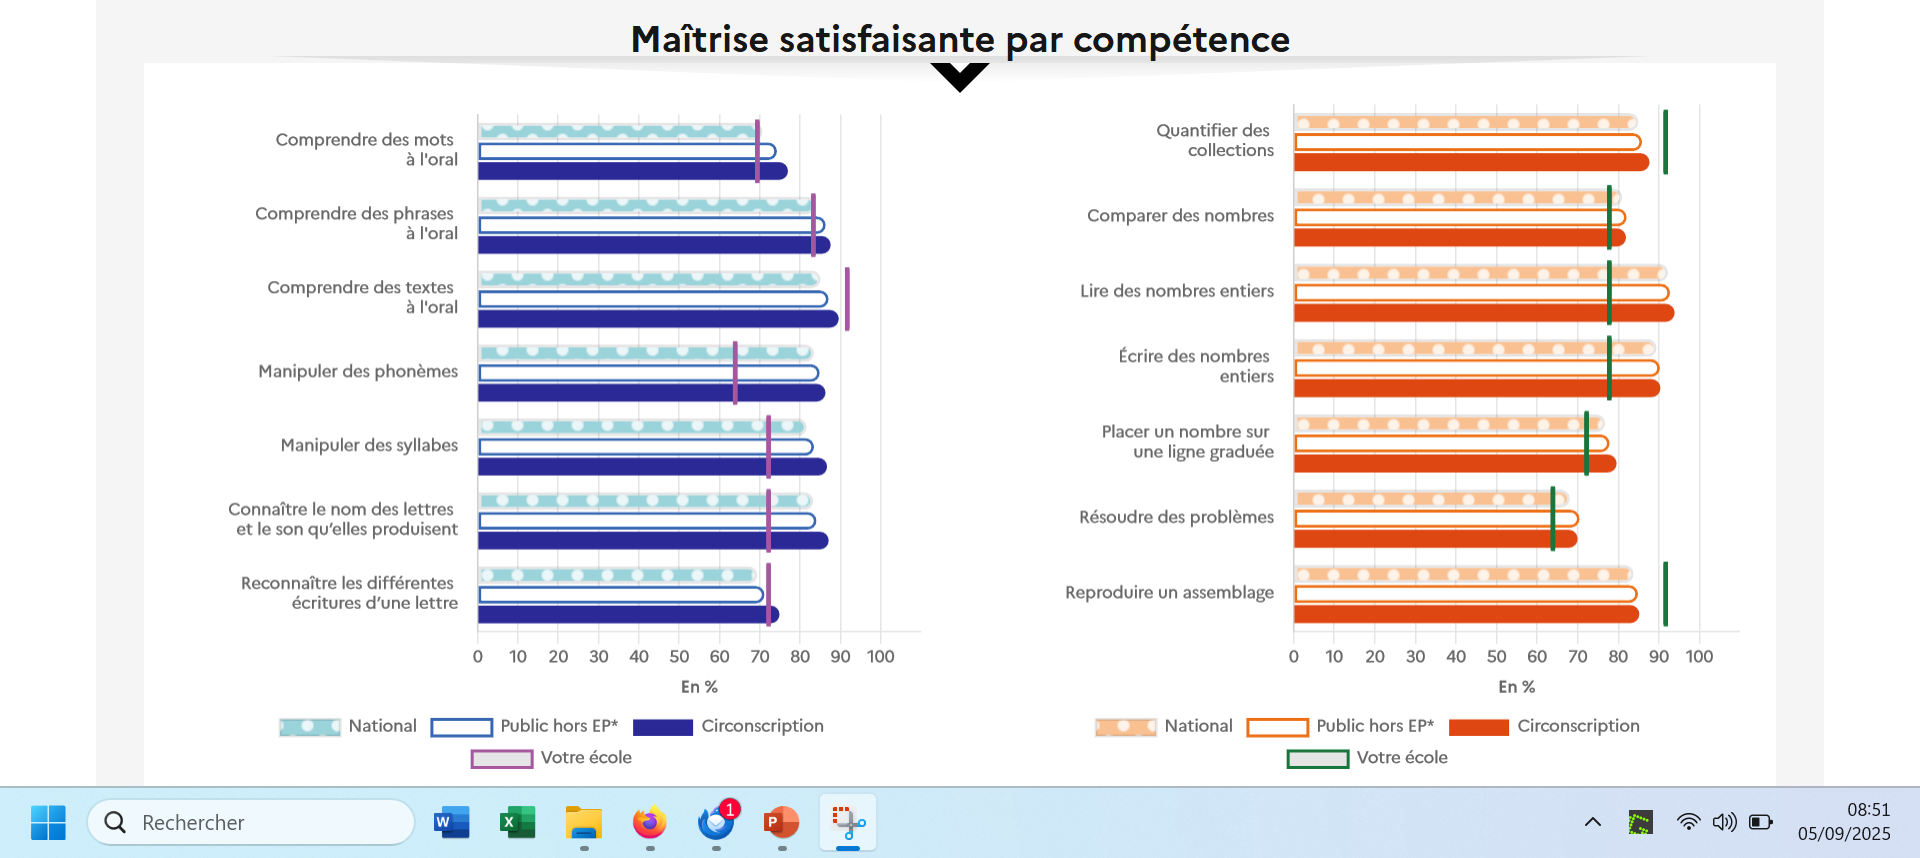 Maîtrise satisfaisante par compétence
Comprendre des mots
à l'oral
Comprendre des phrases
à l'oral
Comprendre des textes
à l'oral
Manipuler des phonèmes
Manipuler des syllabes
Connaître le nom des lettres
et le son qu’elles produisent
Reconnaître les différentes
écritures d’une lettre
0 10 20 30 40 50 60 70 80 90 100
En %
National Public hors EP* Circonscription
Votre école
Quantifier des
collections
Comparer des nombres
Lire des nombres entiers
Écrire des nombres
entiers
Placer un nombre sur
une ligne graduée
Résoudre des problèmes
Reproduire un assemblage
0 10 20 30 40 50 60 70 80 90 100
En %
National Public hors EP* Circonscription
Votre école
Rechercher
W
X
1
P
08:51
05/09/2025